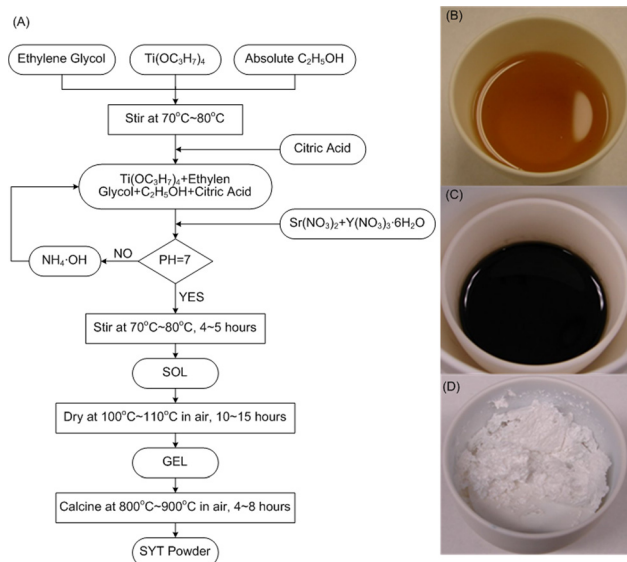 (A)
Ethylene Glycol
Ti(OC₃H₇)₄
Absolute C₂H₅OH
Stir at 70°C~80°C
Citric Acid
Ti(OC₃H₇)₄+Ethylen
Glycol+C₂H₅OH+Citric Acid
Sr(NO₃)₂+Y(NO₃)₃·6H₂O
NH₄·OH
NO
PH=7
YES
Stir at 70°C~80°C, 4~5 hours
SOL
Dry at 100°C~110°C in air, 10~15 hours
GEL
Calcine at 800°C~900°C in air, 4~8 hours
SYT Powder
(B)
(C)
(D)